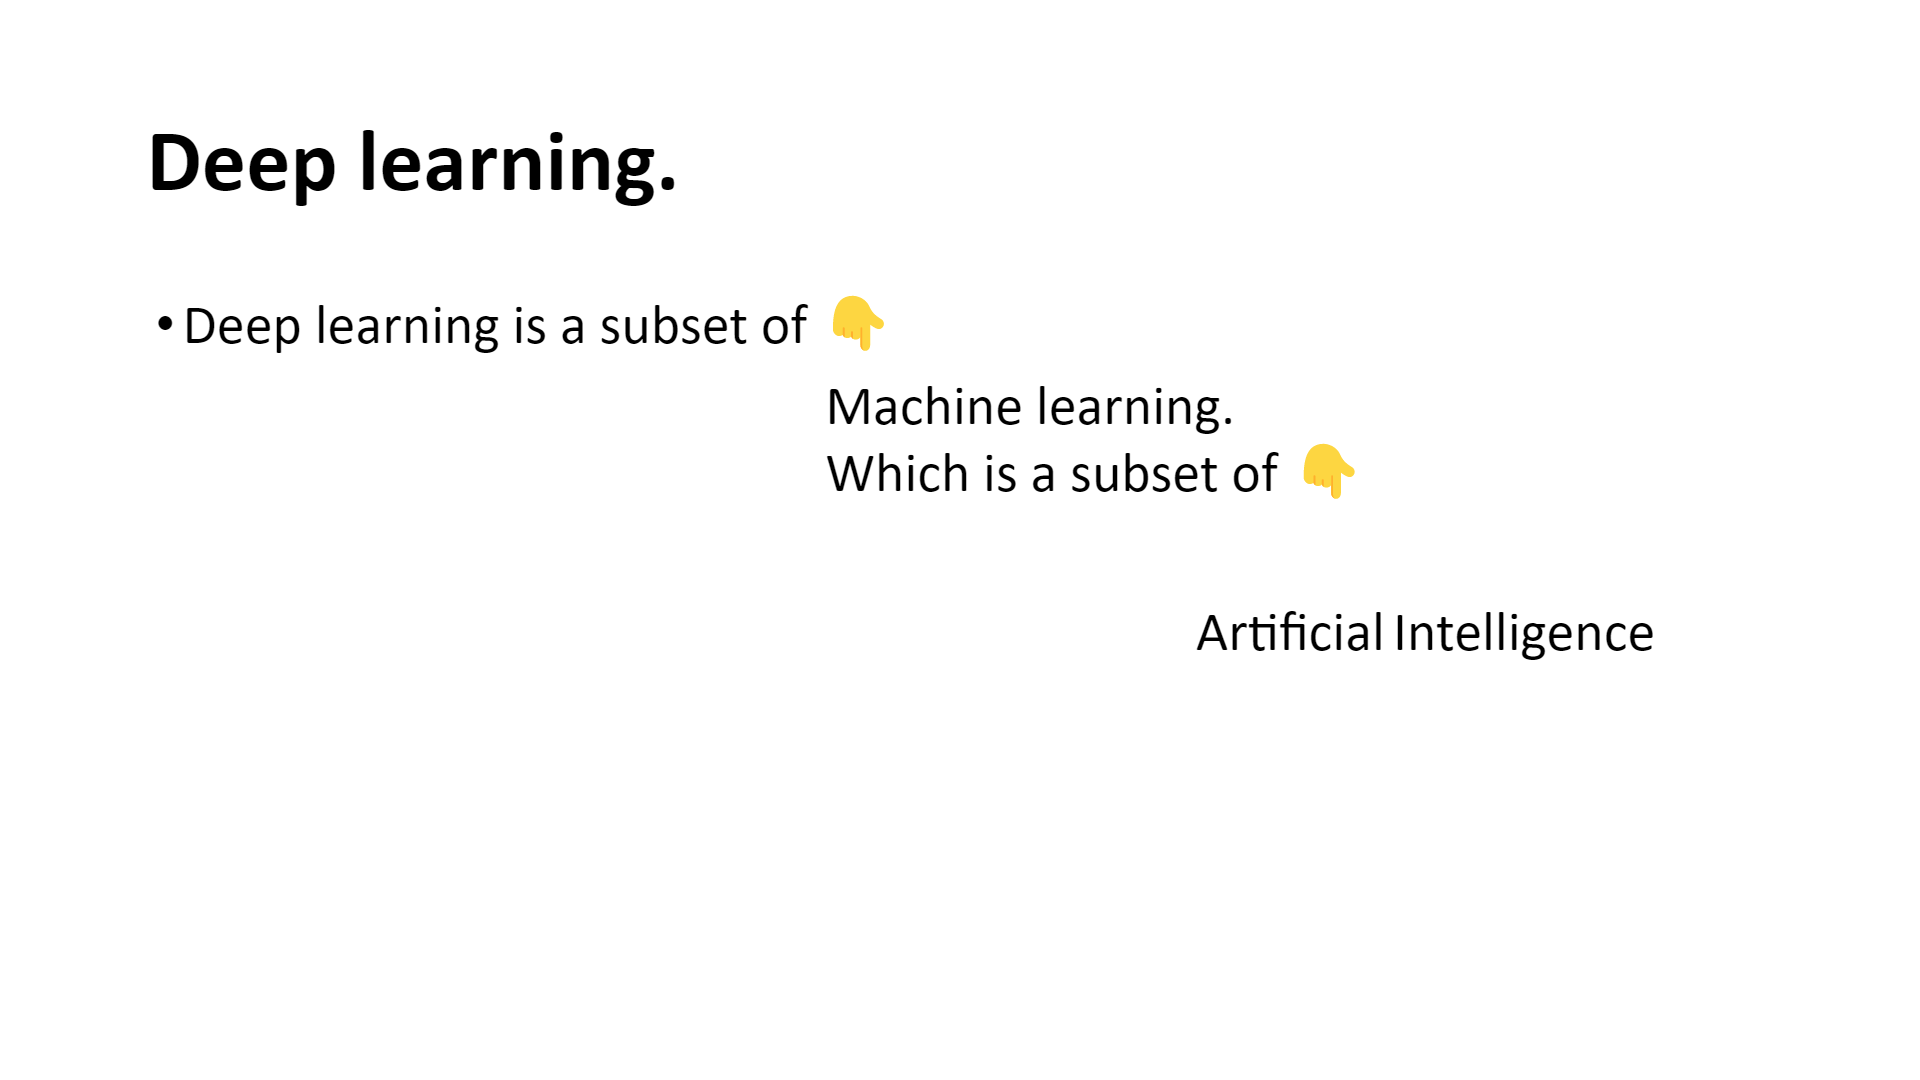 Deep learning.
• Deep learning is a subset of 👇
Machine learning.
Which is a subset of 👇
Artificial Intelligence